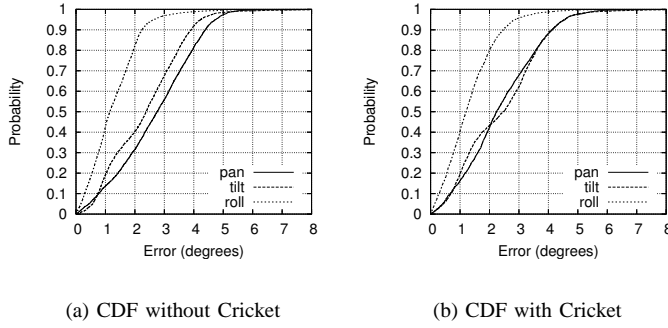 1
0.9
0.8
0.7
0.6
0.5
0.4
0.3
0.2
0.1
0
Probability
pan
tilt
roll
0 1 2 3 4 5 6 7 8
Error (degrees)
(a) CDF without Cricket
1
0.9
0.8
0.7
0.6
0.5
0.4
0.3
0.2
0.1
0
Probability
pan
tilt
roll
0 1 2 3 4 5 6 7 8
Error (degrees)
(b) CDF with Cricket